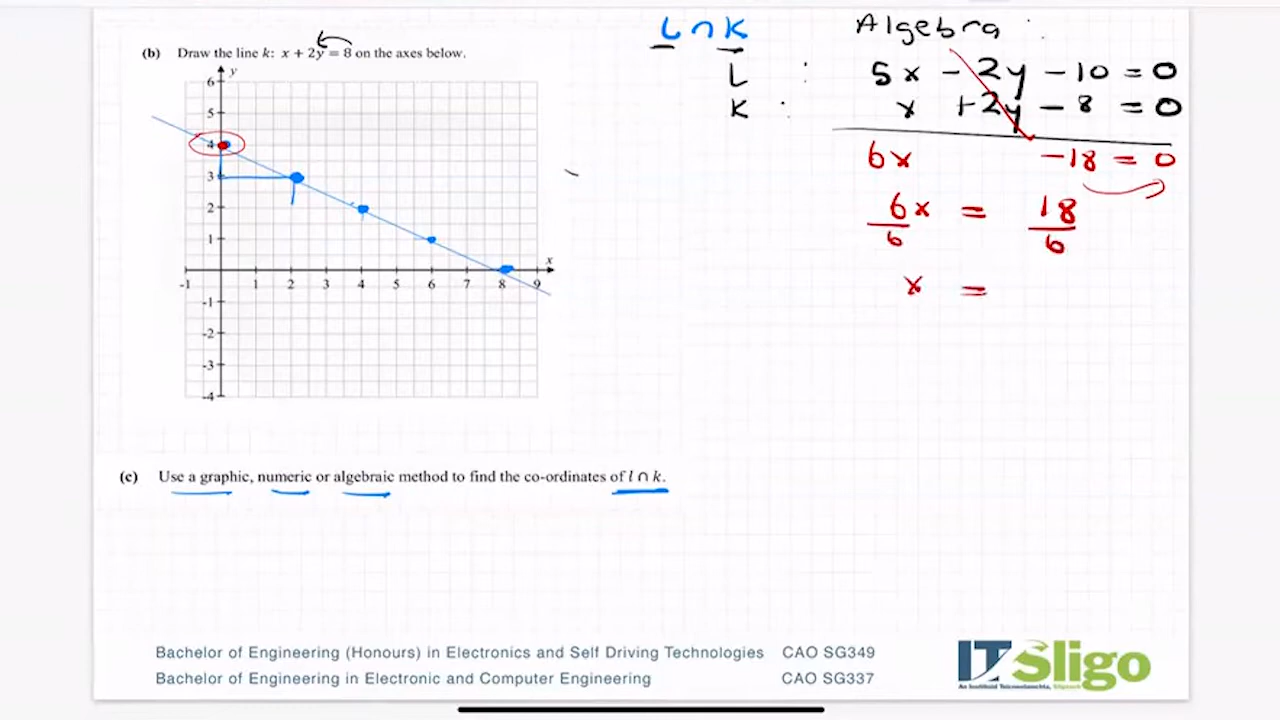 (b) Draw the line k: x + 2y = 8 on the axes below.
y
6
5
4
3
2
1
-1 1 2 3 4 5 6 7 8 9 x
-1
-2
-3
-4
L ∩ K
Algebra :
L : 5x - 2y - 10 = 0
K : x + 2y - 8 = 0
6x - 18 = 0
6x/6 = 18/6
x =
(c) Use a graphic, numeric or algebraic method to find the co-ordinates of l ∩ k.
Bachelor of Engineering (Honours) in Electronics and Self Driving Technologies CAO SG349
Bachelor of Engineering in Electronic and Computer Engineering CAO SG337
IT Sligo